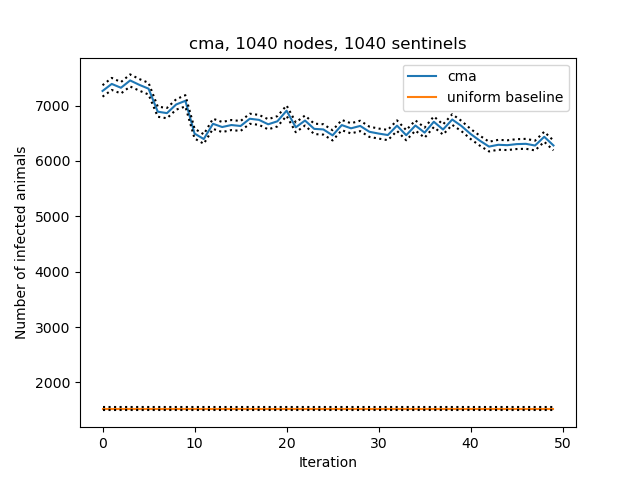 cma, 1040 nodes, 1040 sentinels
cma
uniform baseline
Number of infected animals
7000
6000
5000
4000
3000
2000
0 10 20 30 40 50
Iteration